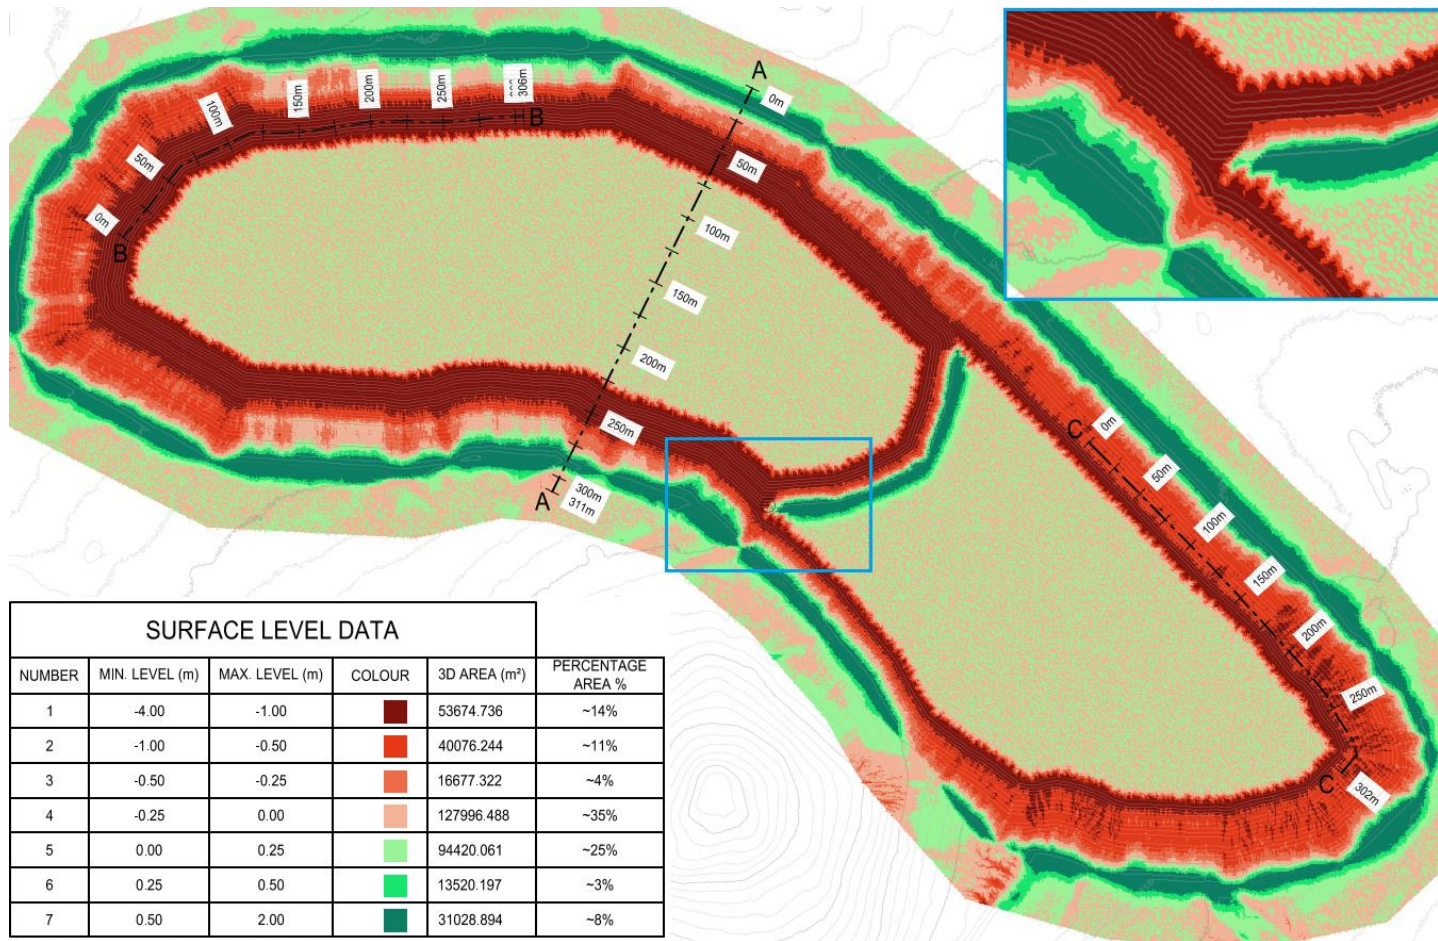 A
0m
50m
100m
150m
200m
250m
300m
311m
A
B
0m
50m
100m
150m
200m
250m
306m
B
C
0m
50m
100m
150m
200m
250m
302m
C
SURFACE LEVEL DATA
NUMBER MIN. LEVEL (m) MAX. LEVEL (m) COLOUR 3D AREA (m²) PERCENTAGE AREA %
1 -4.00 -1.00 53674.736 ~14%
2 -1.00 -0.50 40076.244 ~11%
3 -0.50 -0.25 16677.322 ~4%
4 -0.25 0.00 127996.488 ~35%
5 0.00 0.25 94420.061 ~25%
6 0.25 0.50 13520.197 ~3%
7 0.50 2.00 31028.894 ~8%